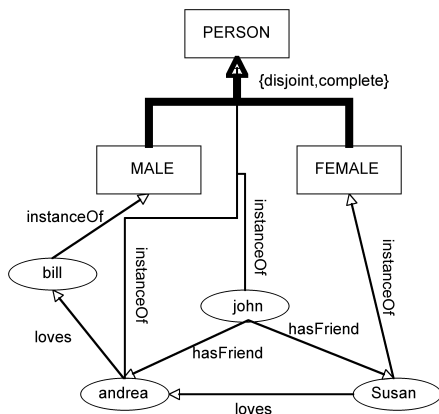 PERSON
{disjoint,complete}
MALE
FEMALE
instanceOf
instanceOf
instanceOf
instanceOf
bill
john
loves
hasFriend
hasFriend
andrea
Susan
loves